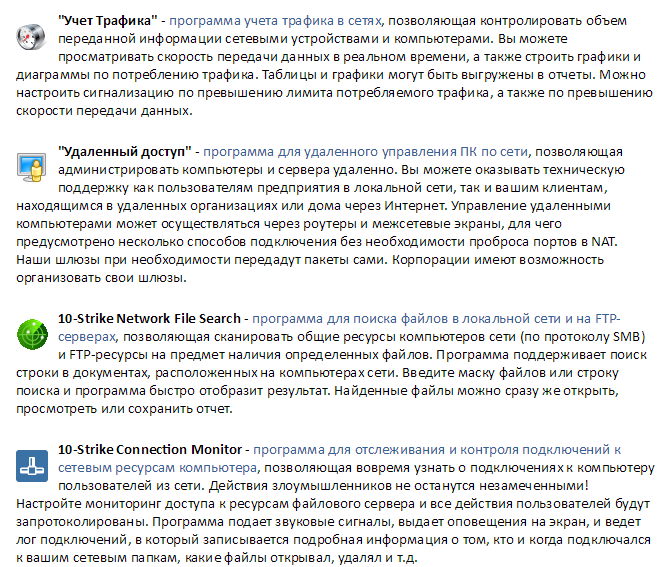 "Учет Трафика" - программа учета трафика в сетях, позволяющая контролировать объем
переданной информации сетевыми устройствами и компьютерами. Вы можете
просматривать скорость передачи данных в реальном времени, а также строить графики и
диаграммы по потреблению трафика. Таблицы и графики могут быть выгружены в отчеты. Можно
настроить сигнализацию по превышению лимита потребляемого трафика, а также по превышению
скорости передачи данных.
"Удаленный доступ" - программа для удаленного управления ПК по сети, позволяющая
администрировать компьютеры и сервера удаленно. Вы можете оказывать техническую
поддержку как пользователям предприятия в локальной сети, так и вашим клиентам,
находящимся в удаленных организациях или дома через Интернет. Управление удаленными
компьютерами может осуществляться через роутеры и межсетевые экраны, для чего
предусмотрено несколько способов подключения без необходимости проброса портов в NAT.
Наши шлюзы при необходимости передадут пакеты сами. Корпорации имеют возможность
организовать свои шлюзы.
10-Strike Network File Search - программа для поиска файлов в локальной сети и на FTP-
серверах, позволяющая сканировать общие ресурсы компьютеров сети (по протоколу SMB)
и FTP-ресурсы на предмет наличия определенных файлов. Программа поддерживает поиск
строки в документах, расположенных на компьютерах сети. Введите маску файлов или строку
поиска и программа быстро отобразит результат. Найденные файлы можно сразу же открыть,
просмотреть или сохранить отчет.
10-Strike Connection Monitor - программа для отслеживания и контроля подключений к
сетевым ресурсам компьютера, позволяющая вовремя узнать о подключениях к компьютеру
пользователей из сети. Действия злоумышленников не останутся незамеченными!
Настройте мониторинг доступа к ресурсам файлового сервера и все действия пользователей будут
запротоколированы. Программа подает звуковые сигналы, выдает оповещения на экран, и ведет
лог подключений, в который записывается подробная информация о том, кто и когда подключался
к вашим сетевым папкам, какие файлы открывал, удалял и т.д.